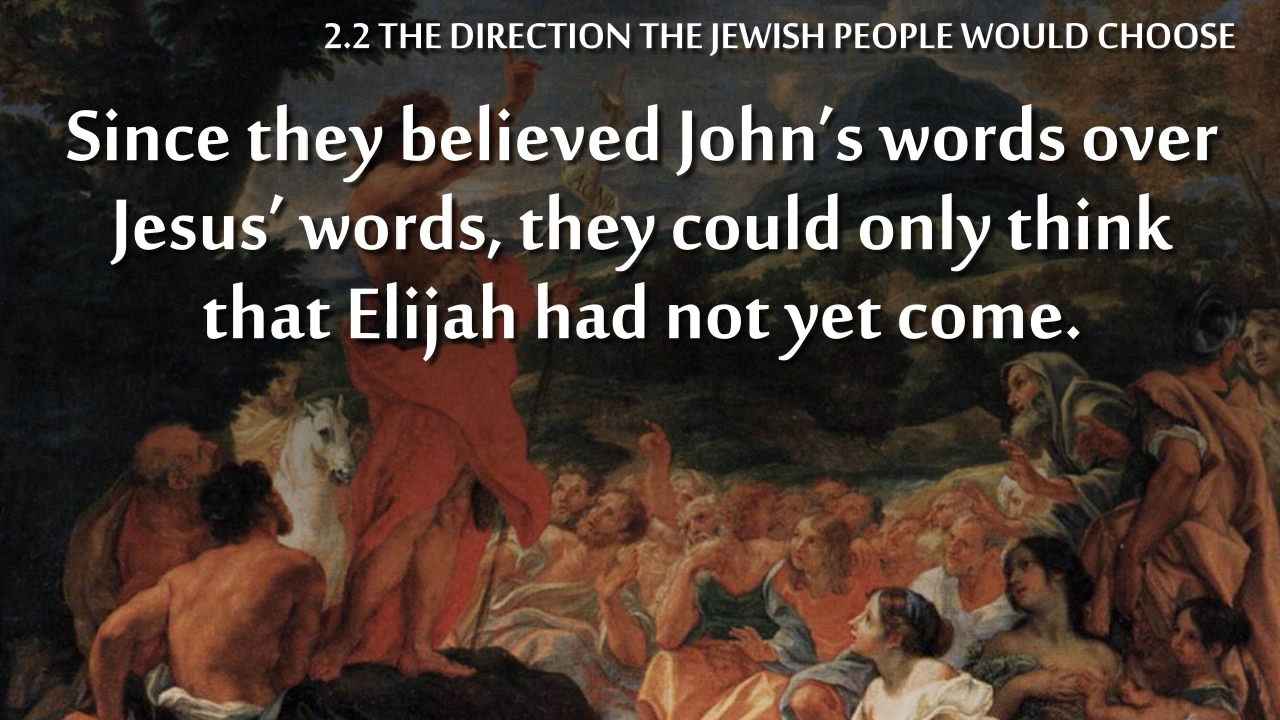 2.2 THE DIRECTION THE JEWISH PEOPLE WOULD CHOOSE
Since they believed John’s words over
Jesus’ words, they could only think
that Elijah had not yet come.